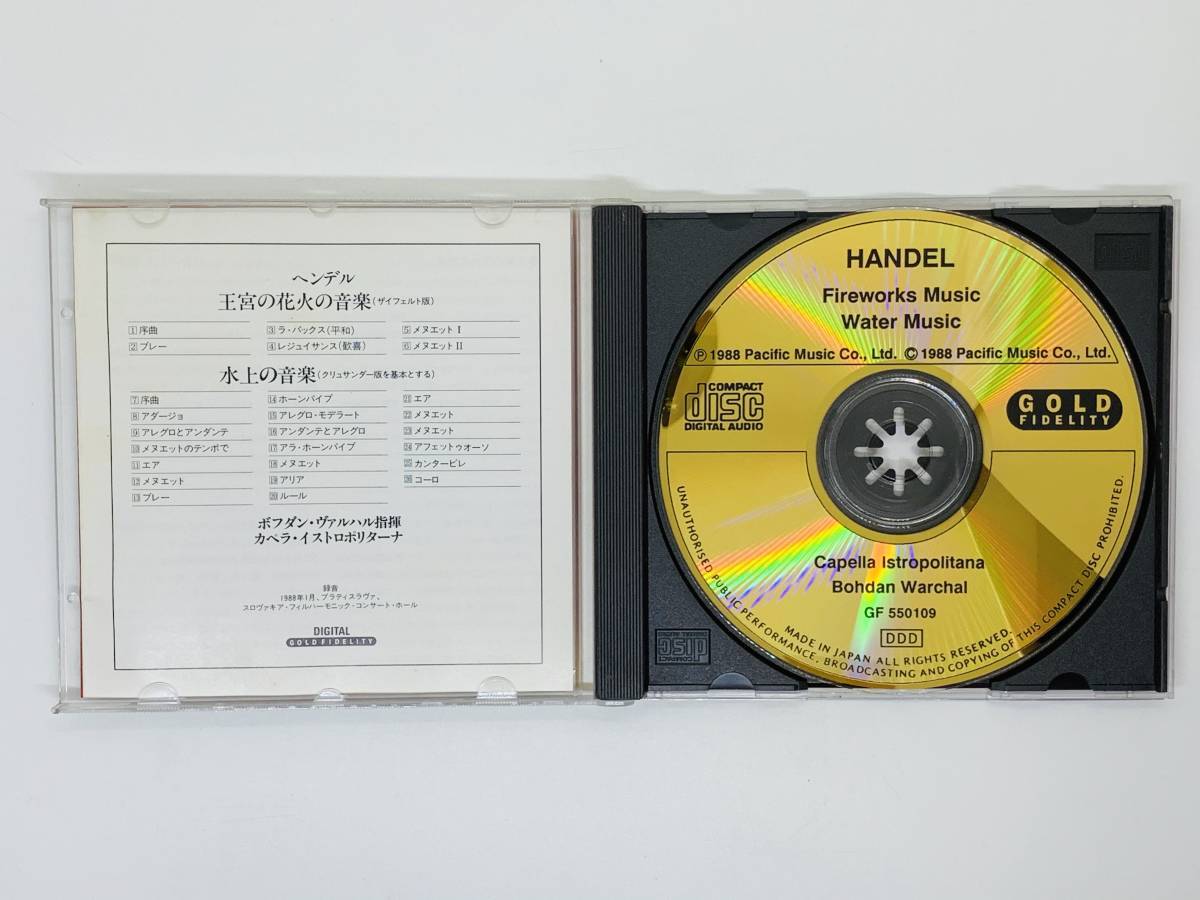 ヘンデル
王宮の花火の音楽(ザイフェルト版)
1 序曲
2 ブレー
3 ラ・パックス(平和)
4 レジュイサンス(歓喜)
5 メヌエット I
6 メヌエット II
水上の音楽(クリュサンダー版を基本とする)
7 序曲
8 アダージョ
9 アレグロとアンダンテ
10 メヌエットのテンポで
11 エア
12 メヌエット
13 ブレー
14 ホーンパイプ
15 アレグロ・モデラート
16 アンダンテとアレグロ
17 アラ・ホーンパイプ
18 メヌエット
19 アリア
20 ルール
21 エア
22 メヌエット
23 メヌエット
24 アフェットゥオーソ
25 カンタービレ
26 コーロ
ボフダン・ヴァルハル指揮
カペラ・イストロポリターナ
録音
1988年1月、ブラティスラヴァ、
スロヴァキア・フィルハーモニック・コンサート・ホール
DIGITAL
GOLD FIDELITY
HANDEL
Fireworks Music
Water Music
Ⓟ 1988 Pacific Music Co., Ltd. © 1988 Pacific Music Co., Ltd.
COMPACT
disc
DIGITAL AUDIO
GOLD
FIDELITY
Capella Istropolitana
Bohdan Warchal
GF 550109
DDD
MADE IN JAPAN ALL RIGHTS RESERVED.
UNAUTHORISED PUBLIC PERFORMANCE, BROADCASTING AND COPYING OF THIS COMPACT DISC PROHIBITED.
COMPACT
disc
DIGITAL AUDIO